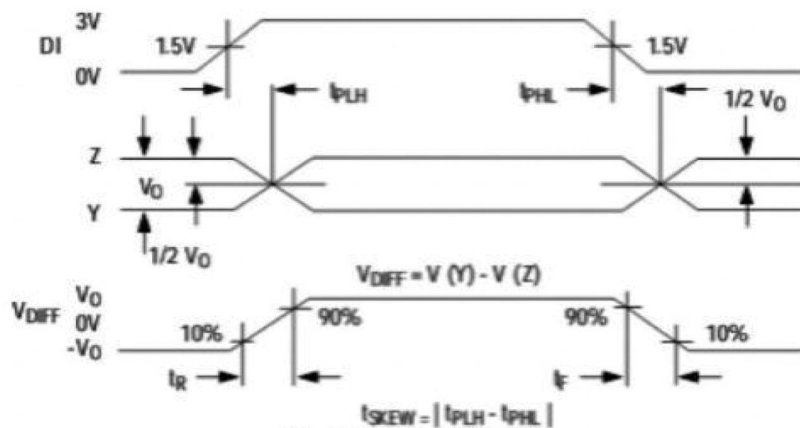 3V
DI 1.5V 1.5V
0V
tPLH tPHL 1/2 VO
Z
VO
Y
1/2 VO
VDIFF = V (Y) - V (Z)
VO
VDIFF 0V 10% 90% 90% 10%
-VO
tR tF
tSKEW = | tPLH - tPHL |